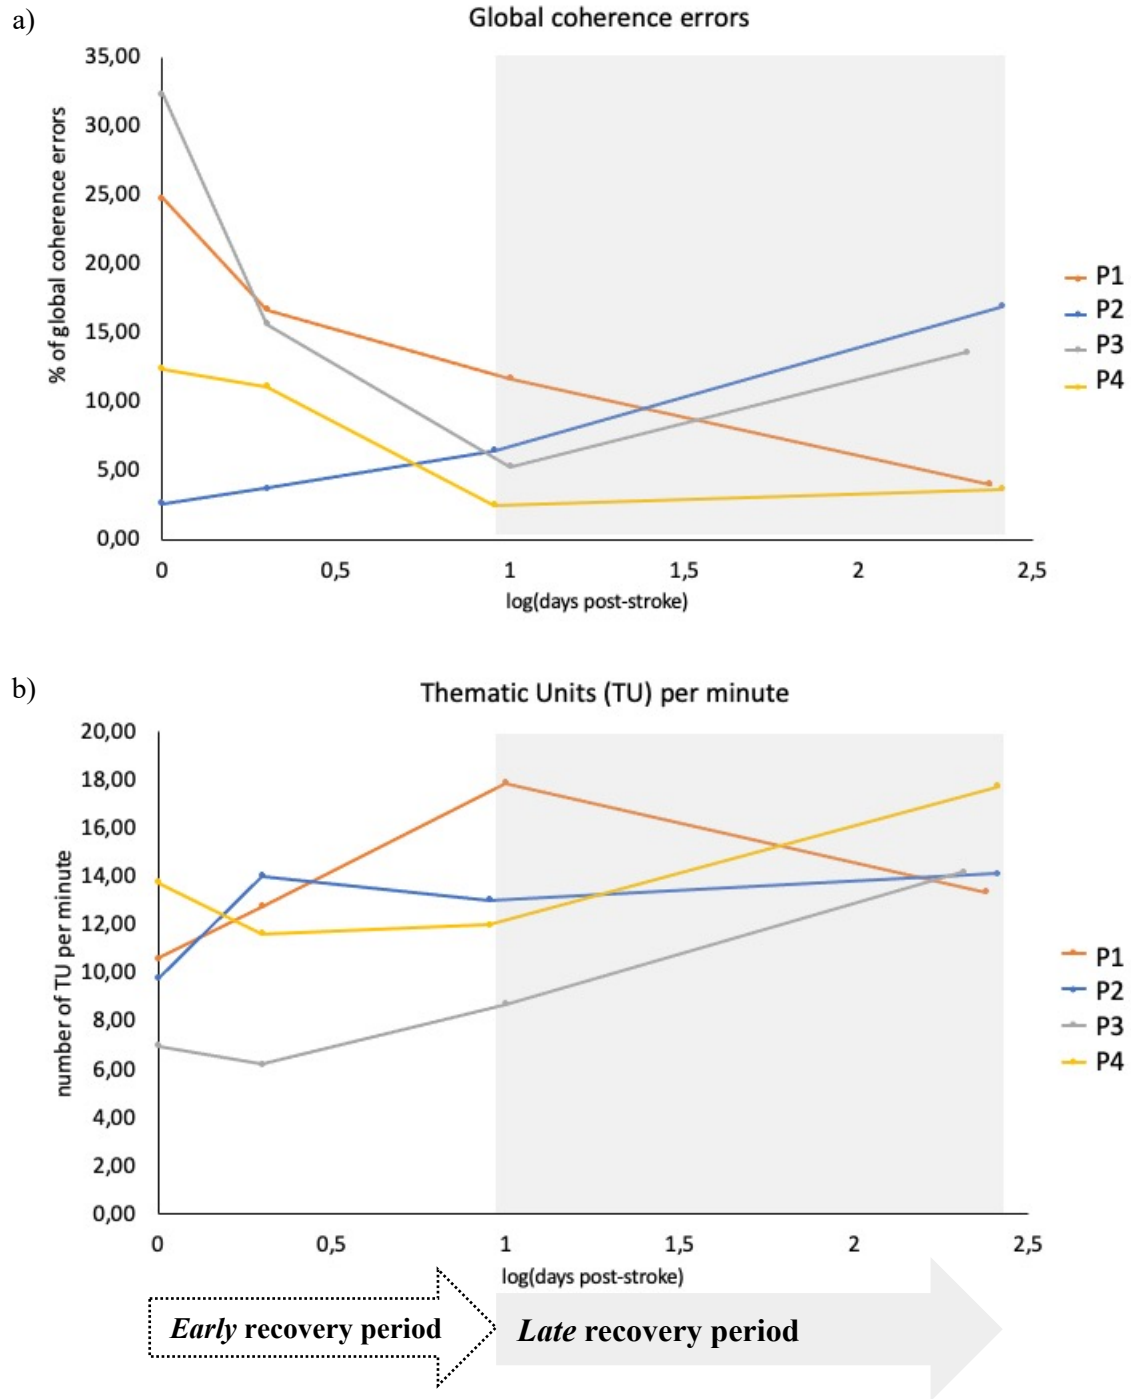 a)
Global coherence errors
35,00
30,00
25,00
20,00
15,00
10,00
5,00
0,00
% of global coherence errors
0 0,5 1 1,5 2 2,5
log(days post-stroke)
P1
P2
P3
P4
b)
Thematic Units (TU) per minute
20,00
18,00
16,00
14,00
12,00
10,00
8,00
6,00
4,00
2,00
0,00
number of TU per minute
0 0,5 1 1,5 2 2,5
log(days post-stroke)
P1
P2
P3
P4
Early recovery period
Late recovery period